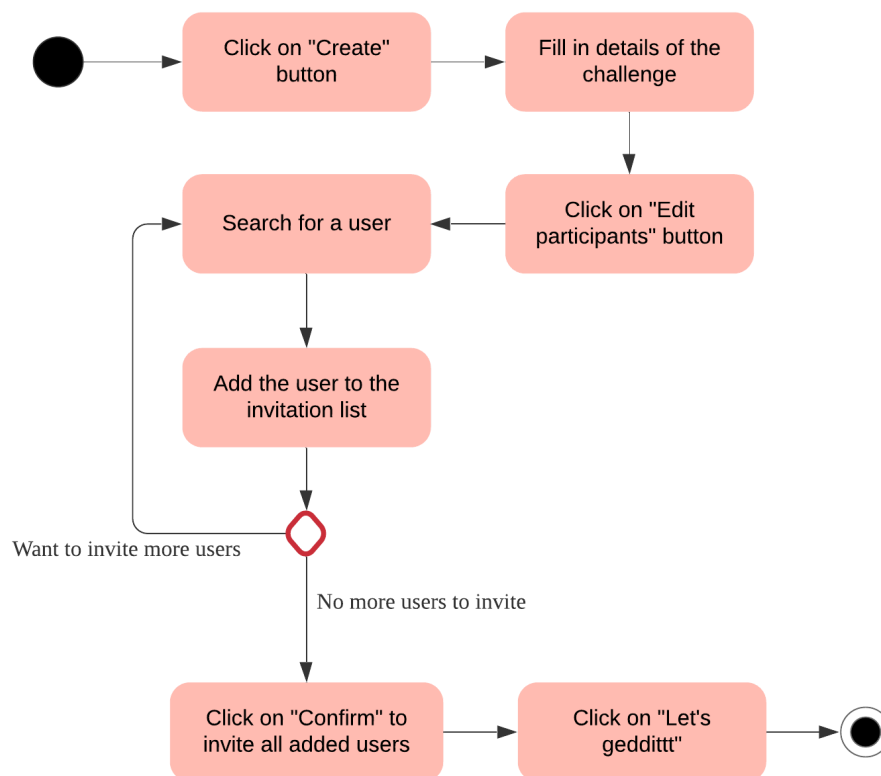 Click on "Create"
button
Fill in details of the
challenge
Click on "Edit
participants" button
Search for a user
Add the user to the
invitation list
Want to invite more users
No more users to invite
Click on "Confirm" to
invite all added users
Click on "Let's
geddittt"